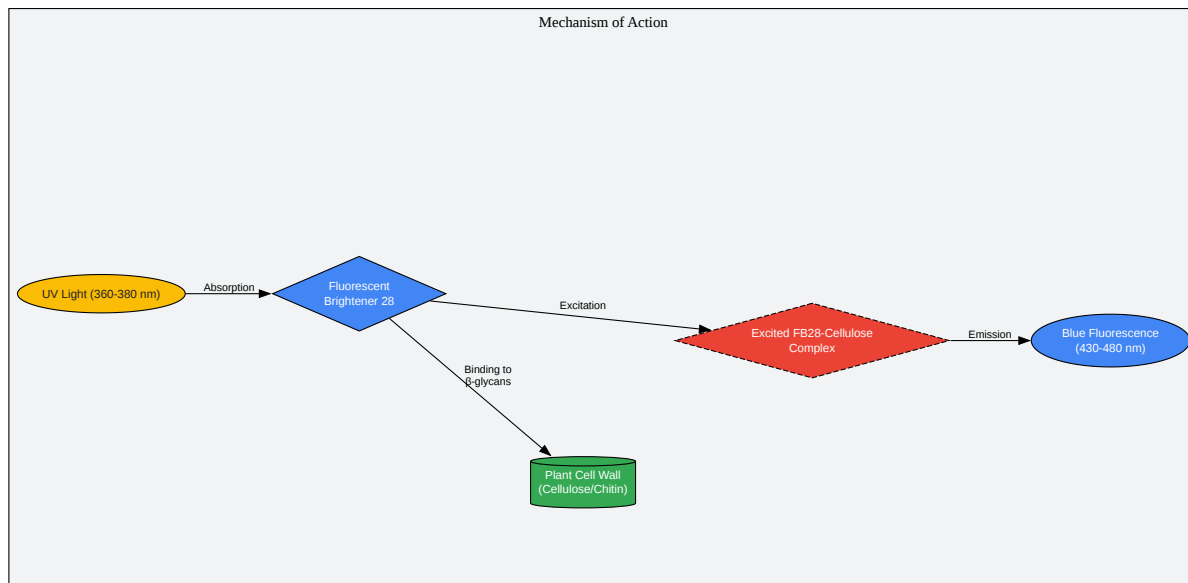 Mechanism of Action
UV Light (360-380 nm)
Absorption
Fluorescent
Brightener 28
Excitation
Excited FB28-Cellulose
Complex
Emission
Blue Fluorescence
(430-480 nm)
Binding to
β-glycans
Plant Cell Wall
(Cellulose/Chitin)